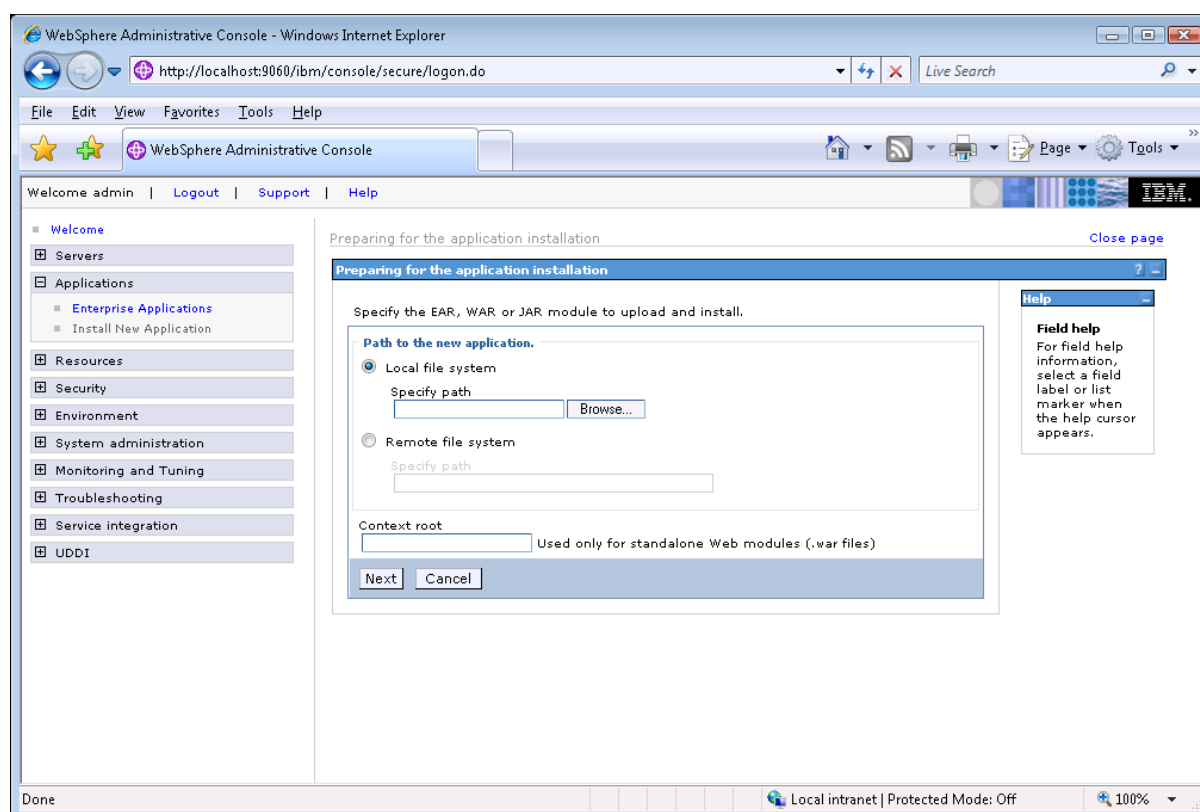 WebSphere Administrative Console - Windows Internet Explorer
http://localhost:9060/ibm/console/secure/logon.do
Live Search
File Edit View Favorites Tools Help
WebSphere Administrative Console
Page Tools
Welcome admin | Logout | Support | Help
IBM.
Welcome
Servers
Applications
Enterprise Applications
Install New Application
Resources
Security
Environment
System administration
Monitoring and Tuning
Troubleshooting
Service integration
UDDI
Preparing for the application installation
Close page
Preparing for the application installation
? -
Specify the EAR, WAR or JAR module to upload and install.
Path to the new application.
Local file system
Specify path
Browse...
Remote file system
Specify path
Context root
Used only for standalone Web modules (.war files)
Next Cancel
Help
Field help
For field help
information,
select a field
label or list
marker when
the help cursor
appears.
Done
Local intranet | Protected Mode: Off
100%